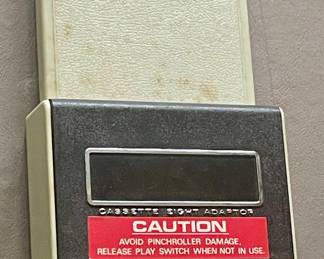 CASSETTE EIGHT ADAPTOR
CAUTION
AVOID PINCHROLLER DAMAGE,
RELEASE PLAY SWITCH WHEN NOT IN USE.